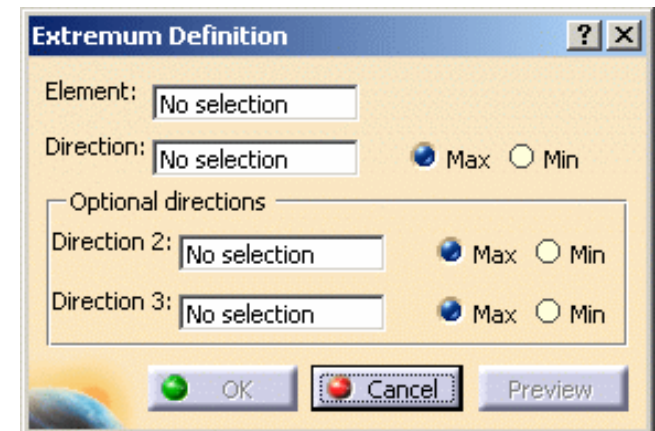 Extremum Definition ? X
Element: No selection
Direction: No selection Max Min
Optional directions
Direction 2: No selection Max Min
Direction 3: No selection Max Min
OK Cancel Preview